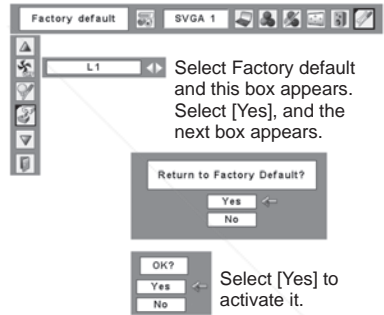 Factory default
SVGA 1
L1
Select Factory default
and this box appears.
Select [Yes], and the
next box appears.
Return to Factory Default?
Yes
No
OK?
Yes
No
Select [Yes] to
activate it.